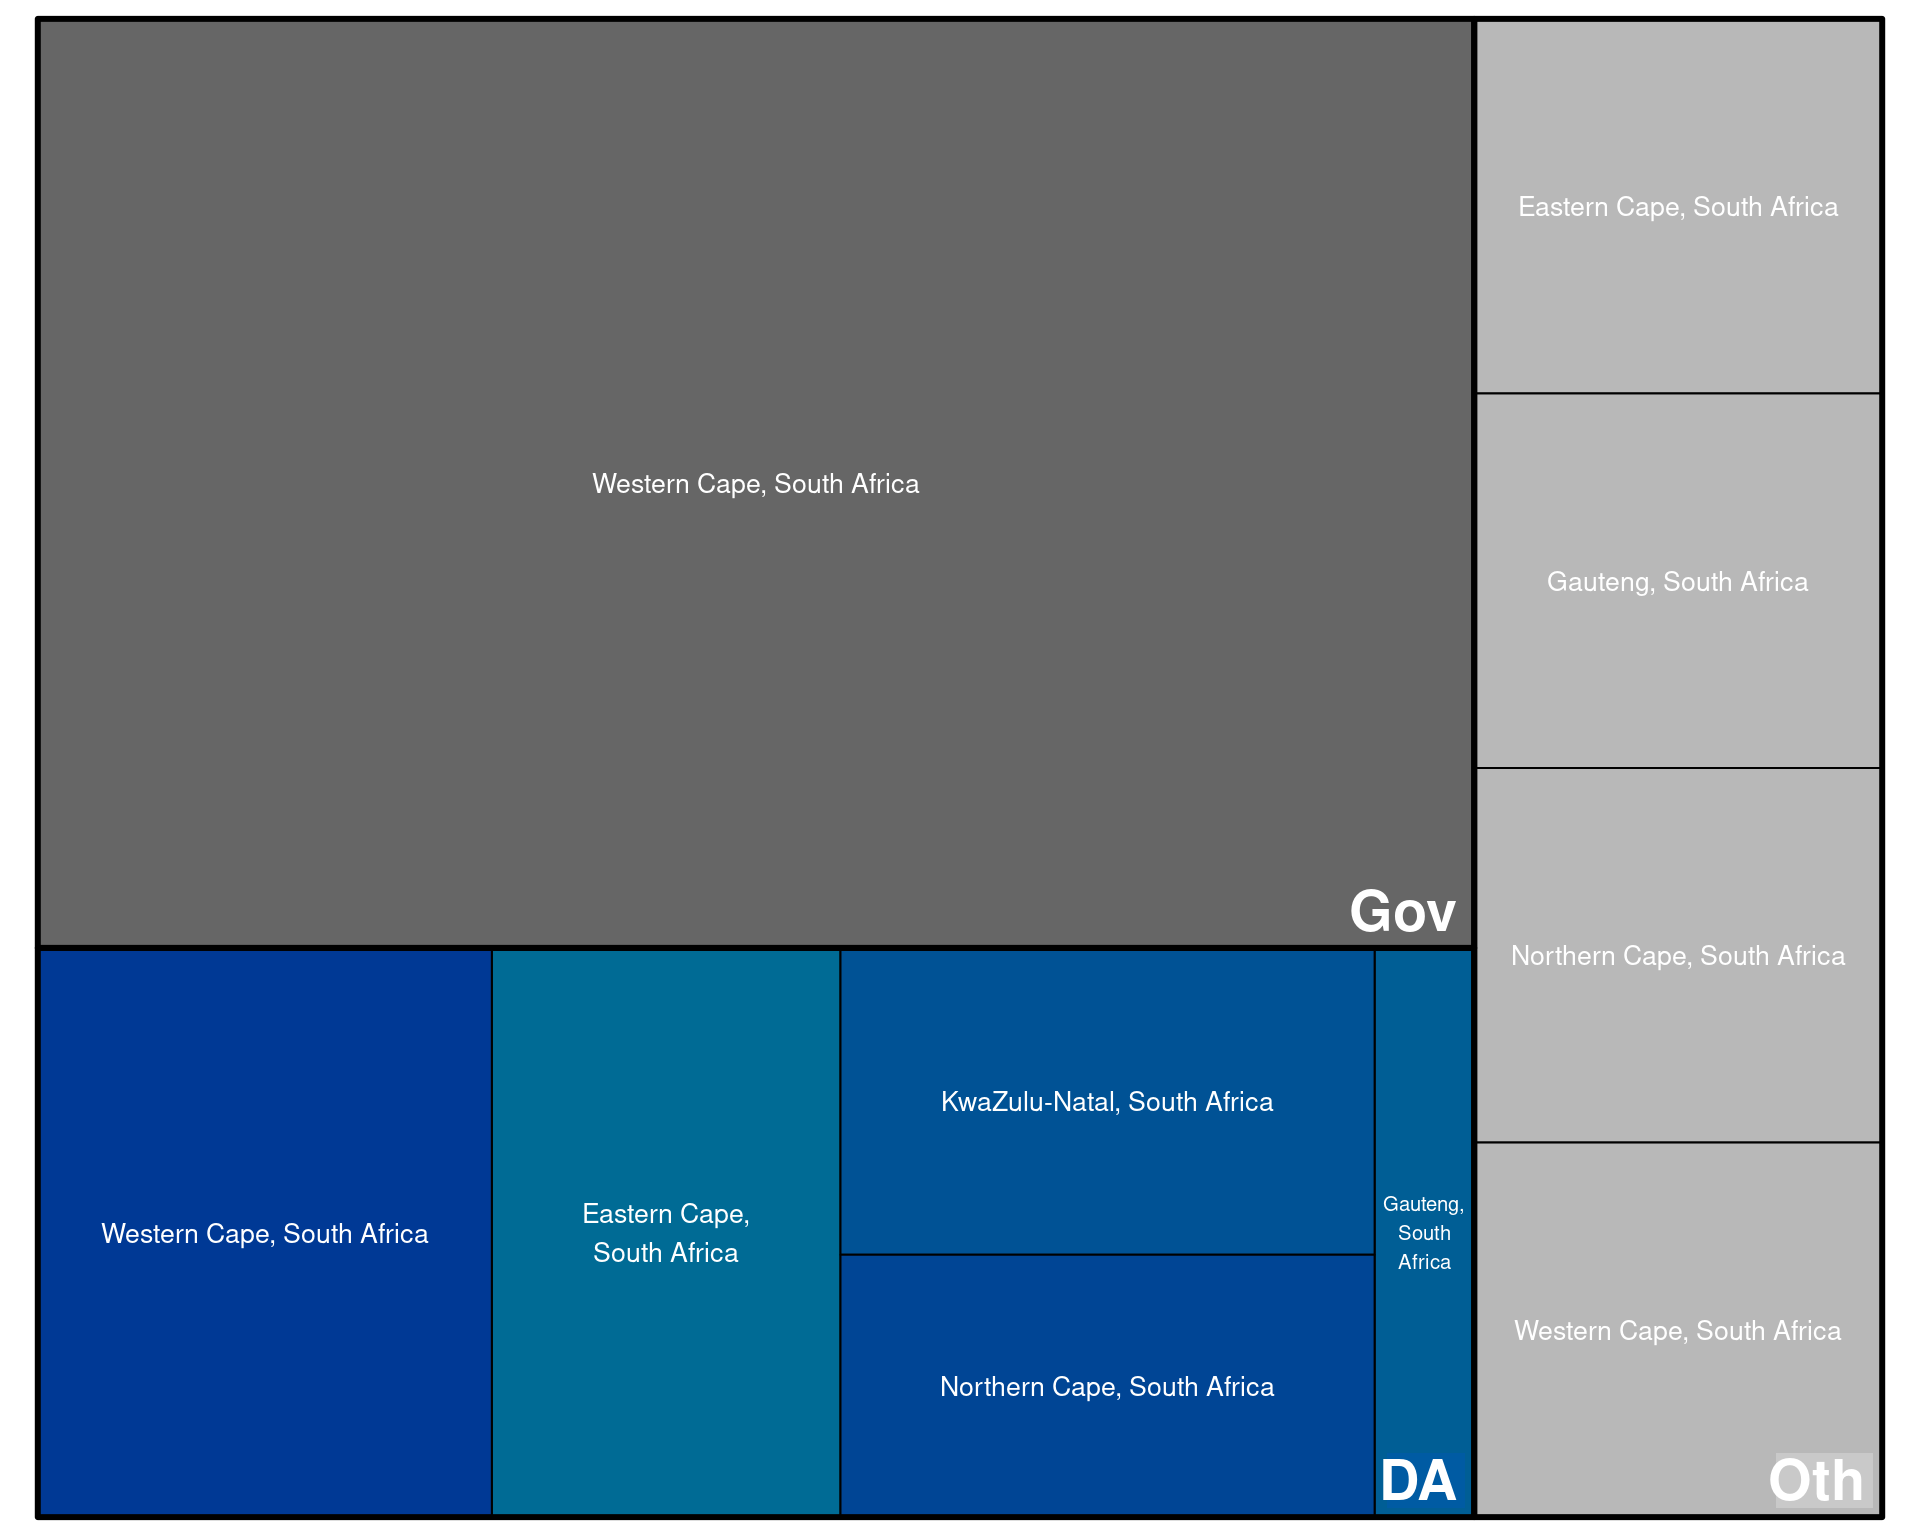 Western Cape, South Africa
Gov
Western Cape, South Africa
Eastern Cape,
South Africa
KwaZulu-Natal, South Africa
Northern Cape, South Africa
Gauteng,
South
Africa
DA
Eastern Cape, South Africa
Gauteng, South Africa
Northern Cape, South Africa
Western Cape, South Africa
Oth